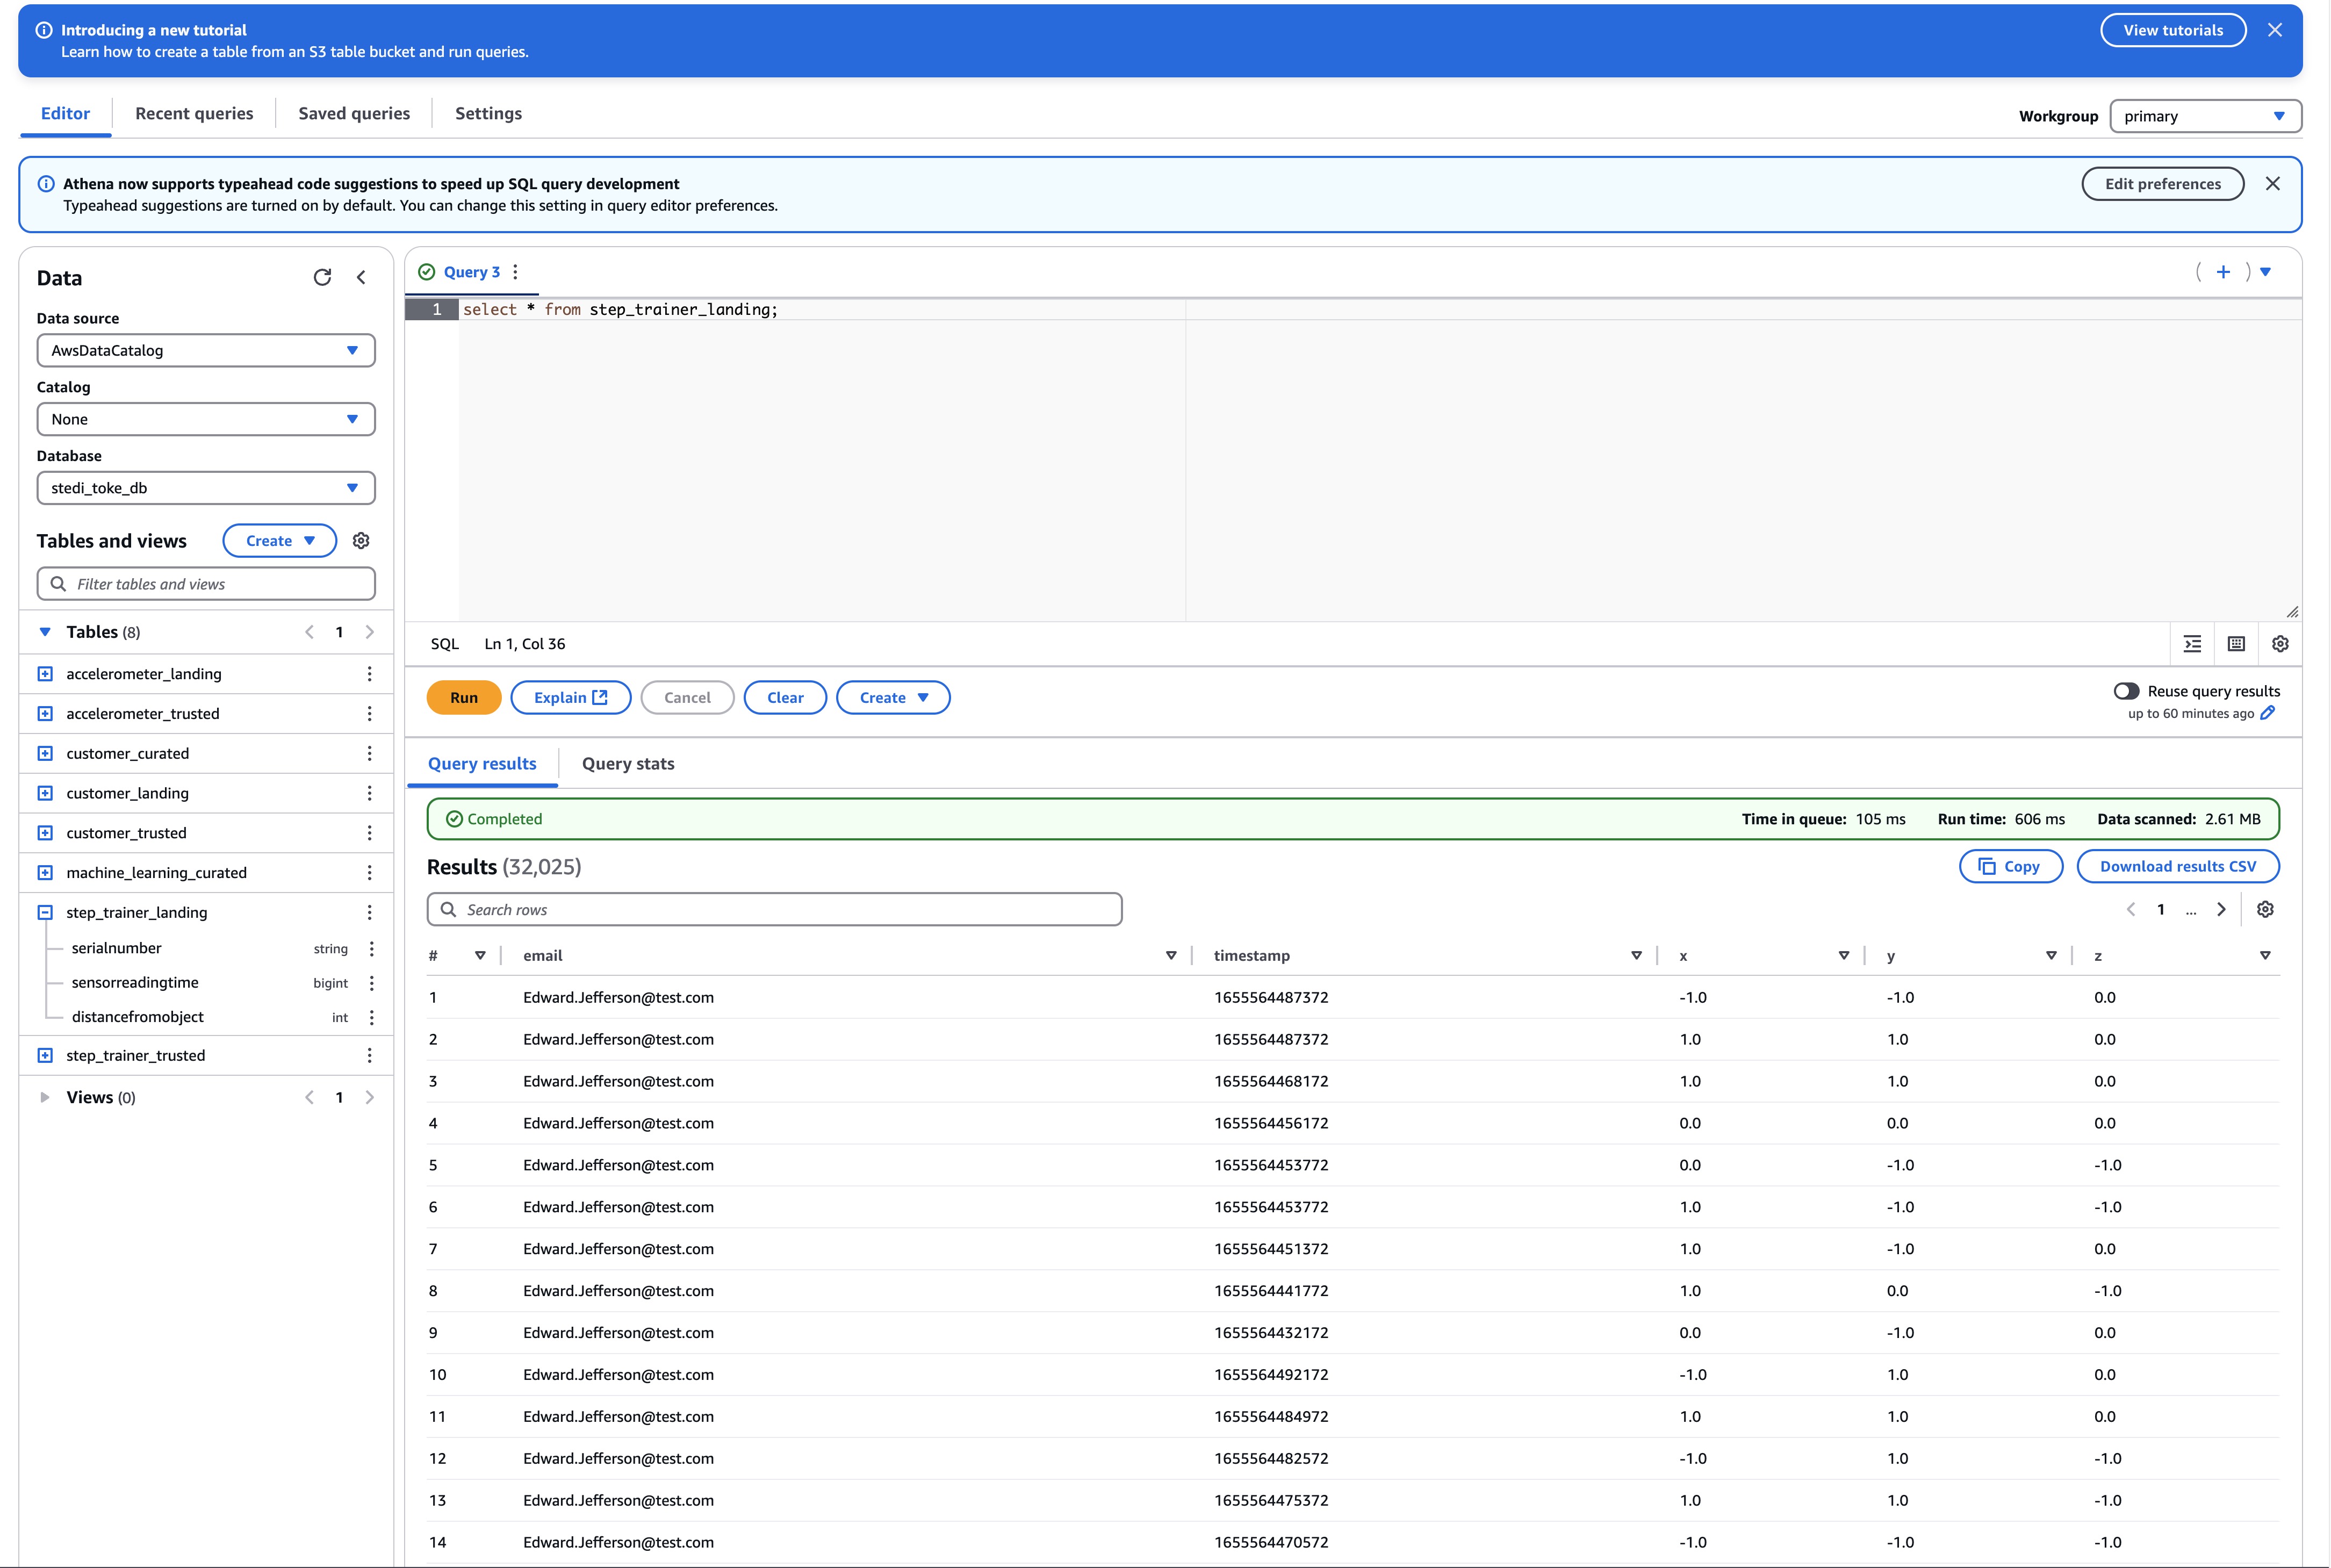 Introducing a new tutorial
Learn how to create a table from an S3 table bucket and run queries.
View tutorials
Editor
Recent queries
Saved queries
Settings
Workgroup
primary
Athena now supports typeahead code suggestions to speed up SQL query development
Typeahead suggestions are turned on by default. You can change this setting in query editor preferences.
Edit preferences
Data
Data source
AwsDataCatalog
Catalog
None
Database
stedi_toke_db
Tables and views
Create
Filter tables and views
Tables (8)
1
accelerometer_landing
accelerometer_trusted
customer_curated
customer_landing
customer_trusted
machine_learning_curated
step_trainer_landing
serialnumber string
sensorreadingtime bigint
distancefromobject int
step_trainer_trusted
Views (0)
1
Query 3
1 select * from step_trainer_landing;
SQL Ln 1, Col 36
Run
Explain
Cancel
Clear
Create
Reuse query results
up to 60 minutes ago
Query results
Query stats
Completed
Time in queue: 105 ms Run time: 606 ms Data scanned: 2.61 MB
Results (32,025)
Copy
Download results CSV
Search rows
1 ...
# email timestamp x y z
1 Edward.Jefferson@test.com 1655564487372 -1.0 -1.0 0.0
2 Edward.Jefferson@test.com 1655564487372 1.0 1.0 0.0
3 Edward.Jefferson@test.com 1655564468172 1.0 1.0 0.0
4 Edward.Jefferson@test.com 1655564456172 0.0 0.0 0.0
5 Edward.Jefferson@test.com 1655564453772 0.0 -1.0 -1.0
6 Edward.Jefferson@test.com 1655564453772 1.0 -1.0 -1.0
7 Edward.Jefferson@test.com 1655564451372 1.0 -1.0 0.0
8 Edward.Jefferson@test.com 1655564441772 1.0 0.0 -1.0
9 Edward.Jefferson@test.com 1655564432172 0.0 -1.0 0.0
10 Edward.Jefferson@test.com 1655564492172 -1.0 1.0 0.0
11 Edward.Jefferson@test.com 1655564484972 1.0 1.0 0.0
12 Edward.Jefferson@test.com 1655564482572 -1.0 1.0 -1.0
13 Edward.Jefferson@test.com 1655564475372 1.0 1.0 -1.0
14 Edward.Jefferson@test.com 1655564470572 -1.0 -1.0 -1.0